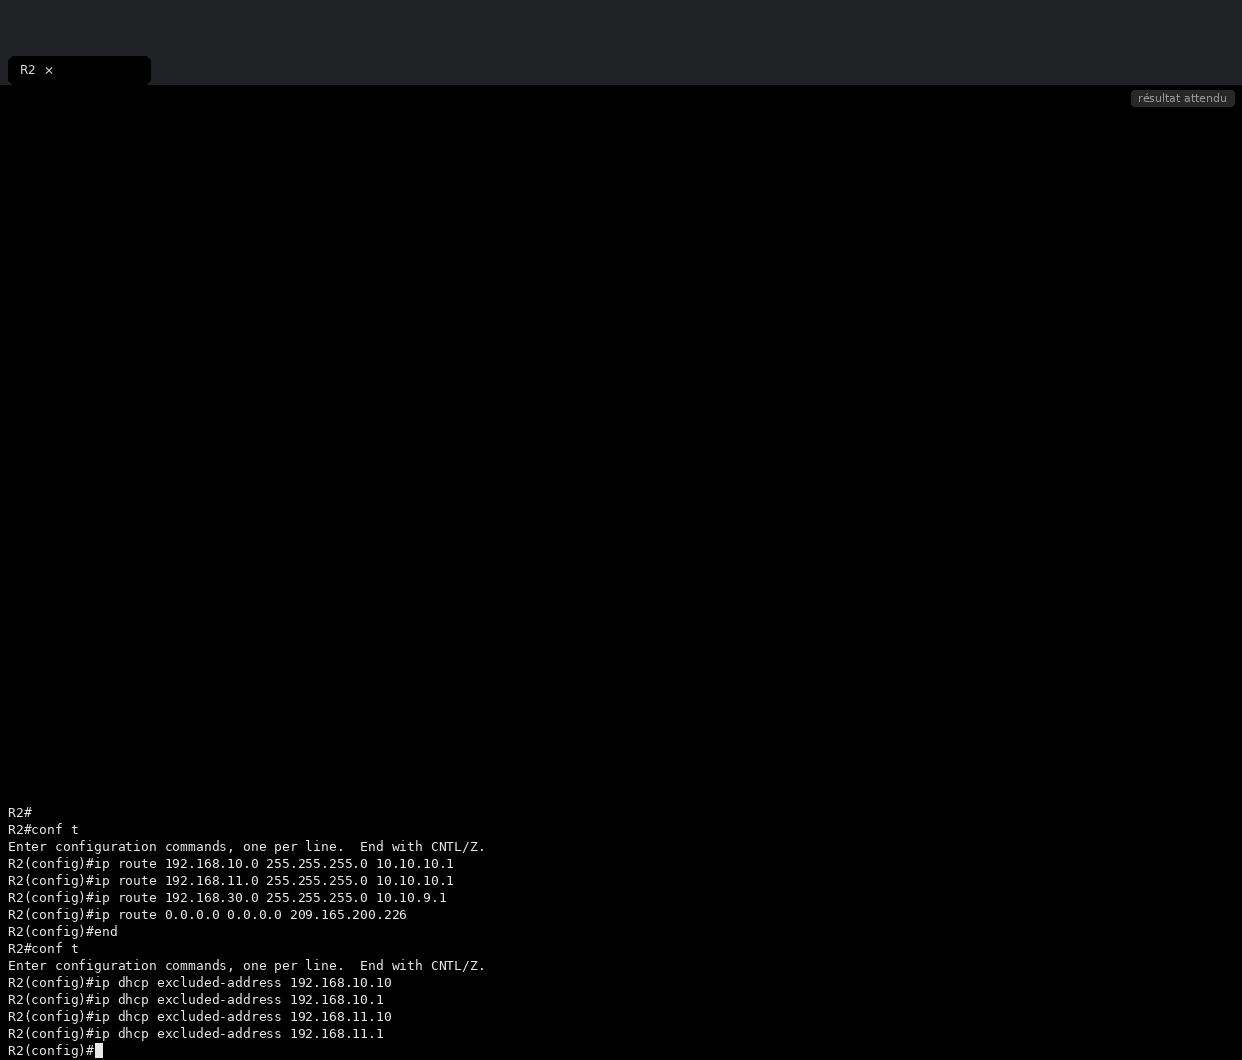 R2 ×
résultat attendu
R2#
R2#conf t
Enter configuration commands, one per line.  End with CNTL/Z.
R2(config)#ip route 192.168.10.0 255.255.255.0 10.10.10.1
R2(config)#ip route 192.168.11.0 255.255.255.0 10.10.10.1
R2(config)#ip route 192.168.30.0 255.255.255.0 10.10.9.1
R2(config)#ip route 0.0.0.0 0.0.0.0 209.165.200.226
R2(config)#end
R2#conf t
Enter configuration commands, one per line.  End with CNTL/Z.
R2(config)#ip dhcp excluded-address 192.168.10.10
R2(config)#ip dhcp excluded-address 192.168.10.1
R2(config)#ip dhcp excluded-address 192.168.11.10
R2(config)#ip dhcp excluded-address 192.168.11.1
R2(config)#